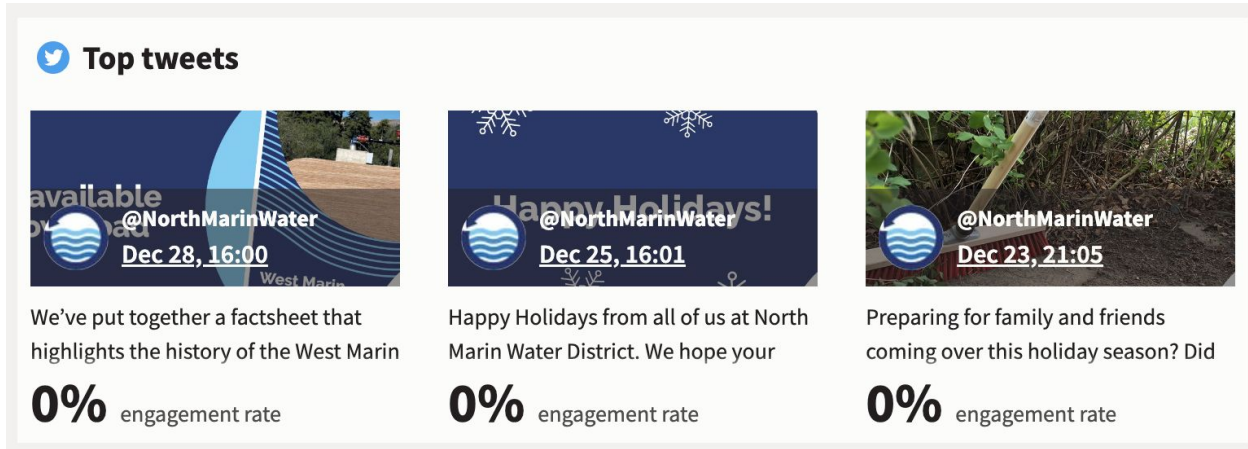 Top tweets
available
@NorthMarinWater
Dec 28, 16:00
West Marin
We've put together a factsheet that
highlights the history of the West Marin
0% engagement rate
Happy Holidays!
@NorthMarinWater
Dec 25, 16:01
Happy Holidays from all of us at North
Marin Water District. We hope your
0% engagement rate
@NorthMarinWater
Dec 23, 21:05
Preparing for family and friends
coming over this holiday season? Did
0% engagement rate